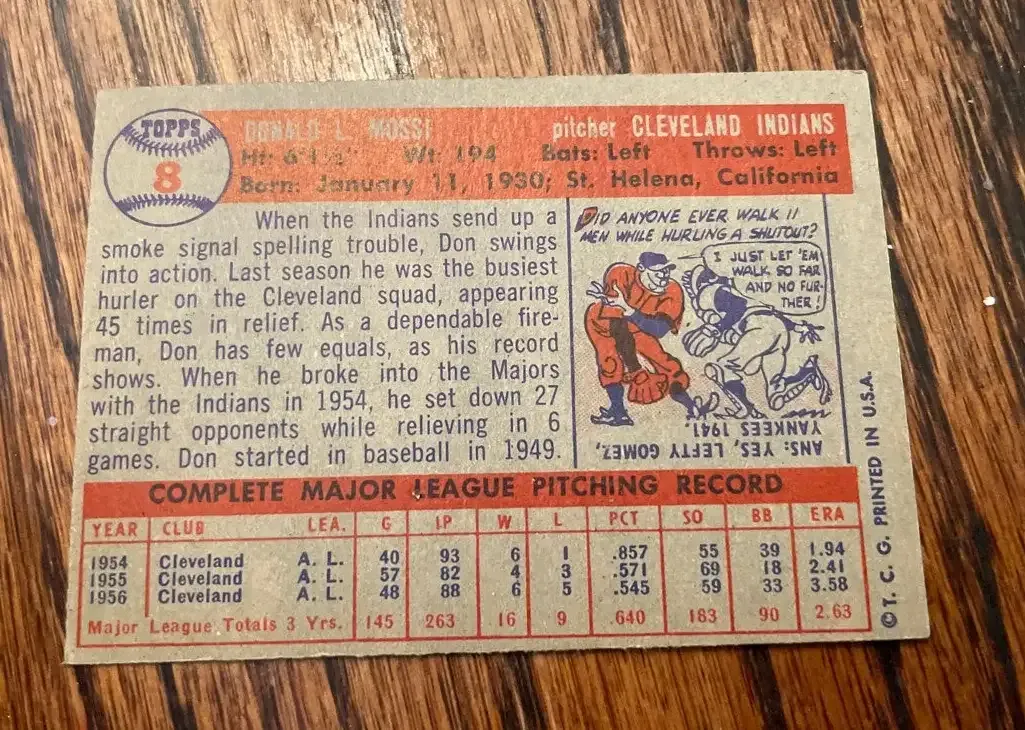 TOPPS
8
DONALD L. MOSSI pitcher CLEVELAND INDIANS
Ht: 6'1½" Wt: 194 Bats: Left Throws: Left
Born: January 11, 1930; St. Helena, California
When the Indians send up a
smoke signal spelling trouble, Don swings
into action. Last season he was the busiest
hurler on the Cleveland squad, appearing
45 times in relief. As a dependable fire-
man, Don has few equals, as his record
shows. When he broke into the Majors
with the Indians in 1954, he set down 27
straight opponents while relieving in 6
games. Don started in baseball in 1949.
DID ANYONE EVER WALK 11
MEN WHILE HURLING A SHUTOUT?
I JUST LET 'EM
WALK SO FAR
AND NO FUR-
THER!
ANS: YES, LEFTY GOMEZ,
YANKEES 1941.
COMPLETE MAJOR LEAGUE PITCHING RECORD
YEAR CLUB LEA. G IP W L PCT SO BB ERA
1954 Cleveland A. L. 40 93 6 1 .857 55 39 1.94
1955 Cleveland A. L. 57 82 4 3 .571 69 18 2.41
1956 Cleveland A. L. 48 88 6 5 .545 59 33 3.58
Major League Totals 3 Yrs. 145 263 16 9 .640 183 90 2.63
©T. C. G. PRINTED IN U.S.A.